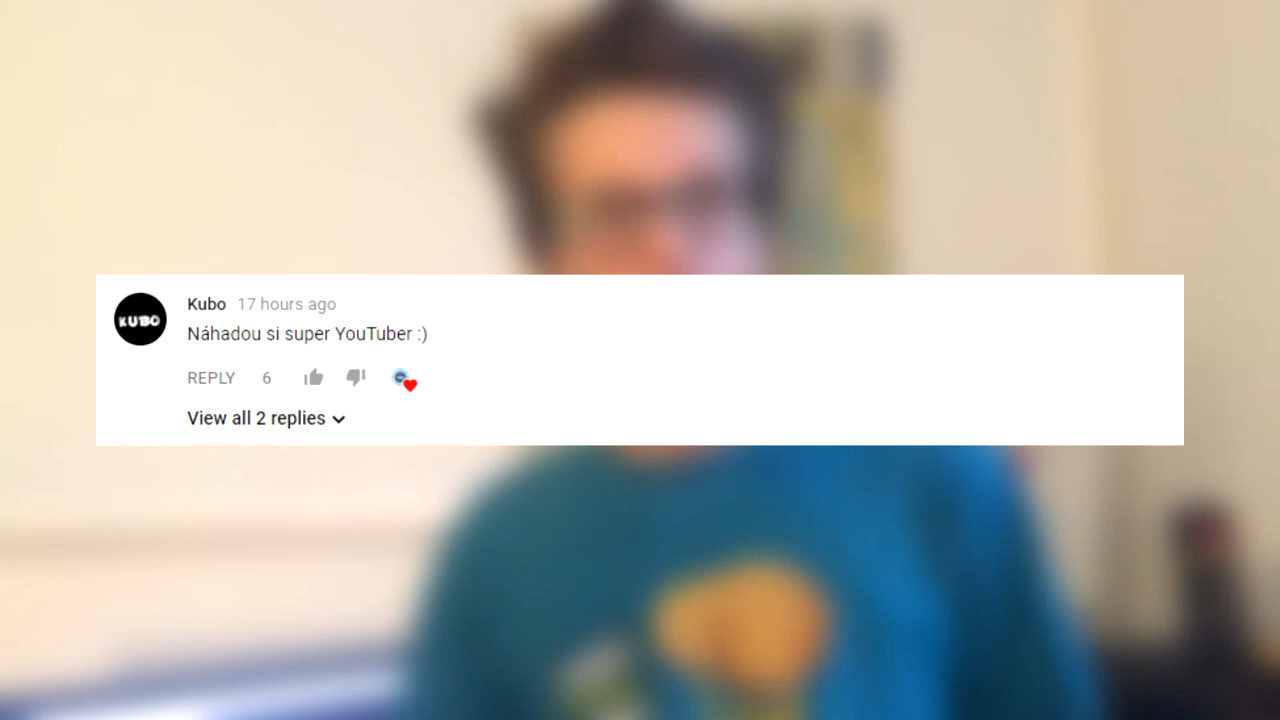 KUBO
Kubo 17 hours ago
Náhadou si super YouTuber :)
REPLY 6
View all 2 replies